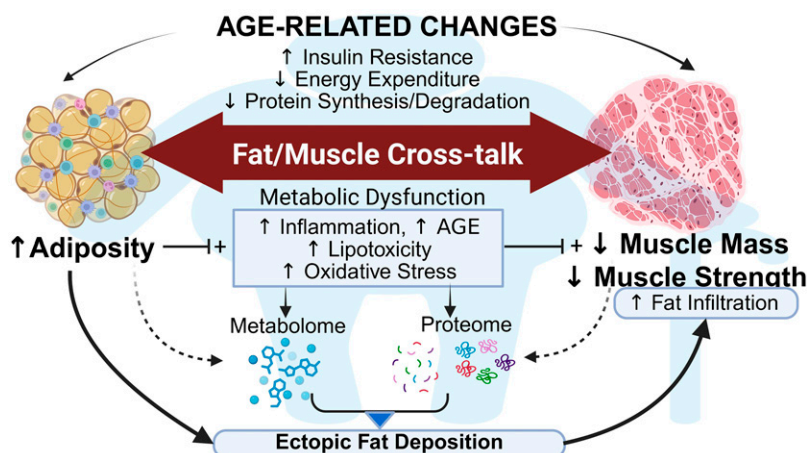 AGE-RELATED CHANGES
↑ Insulin Resistance
↓ Energy Expenditure
↓ Protein Synthesis/Degradation
Fat/Muscle Cross-talk
Metabolic Dysfunction
↑ Inflammation, ↑ AGE
↑ Lipotoxicity
↑ Oxidative Stress
↑Adiposity
+
+
↓ Muscle Mass
↓ Muscle Strength
↑ Fat Infiltration
Metabolome
Proteome
Ectopic Fat Deposition